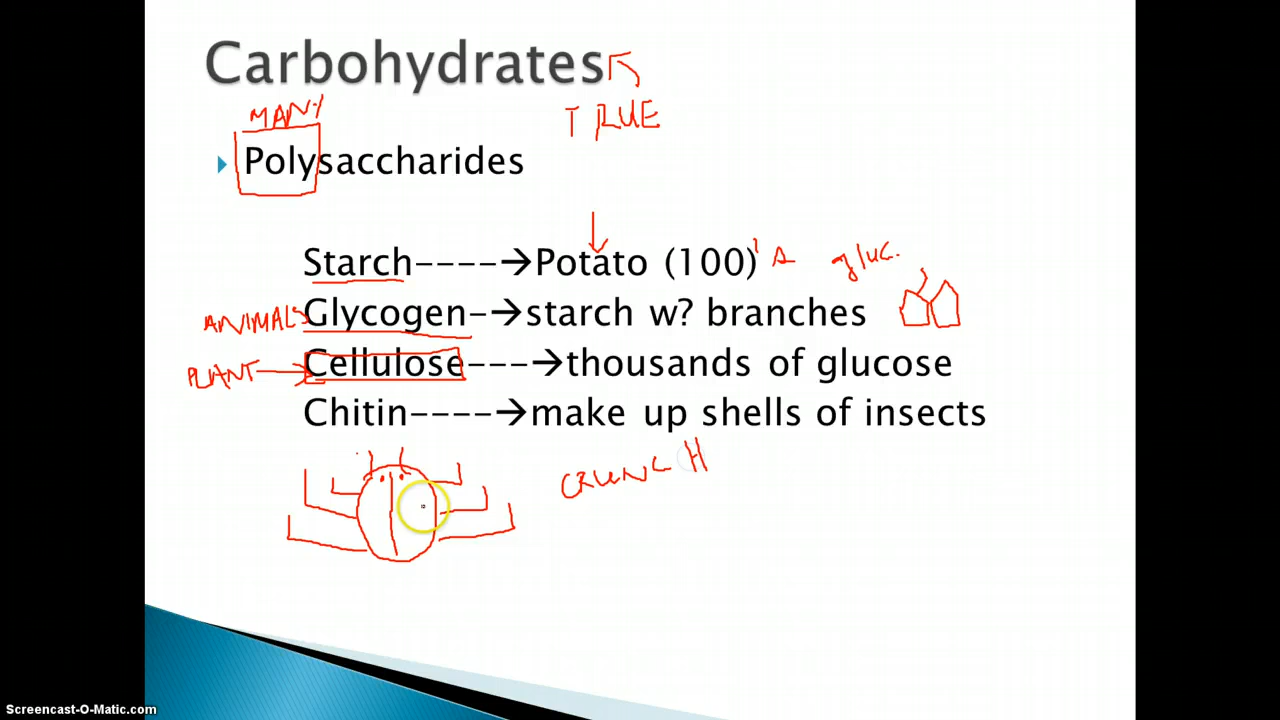 Carbohydrates
MANY
TRUE
Polysaccharides
Starch----→Potato (100)'s gluc.
ANIMALS Glycogen-→starch w? branches
PLANT → Cellulose---→thousands of glucose
Chitin----→make up shells of insects
CRUNCH
Screencast-O-Matic.com